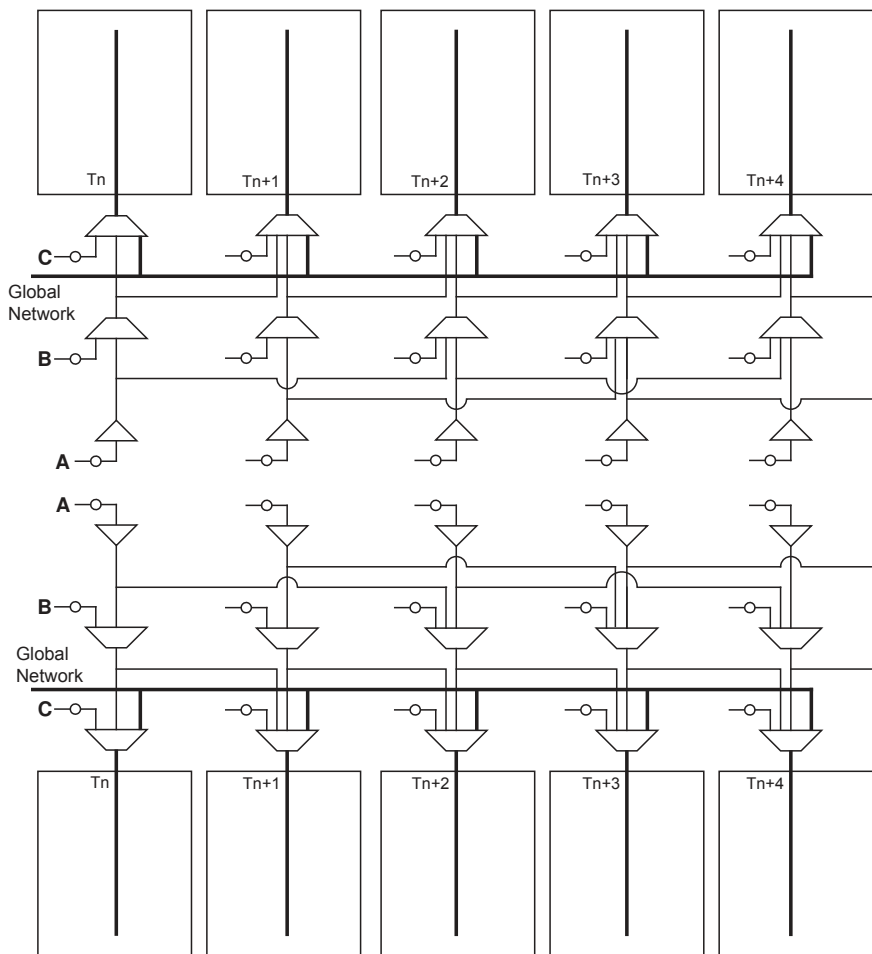 Tn Tn+1 Tn+2 Tn+3 Tn+4
C
Global
Network
B
A
A
B
Global
Network
C
Tn Tn+1 Tn+2 Tn+3 Tn+4